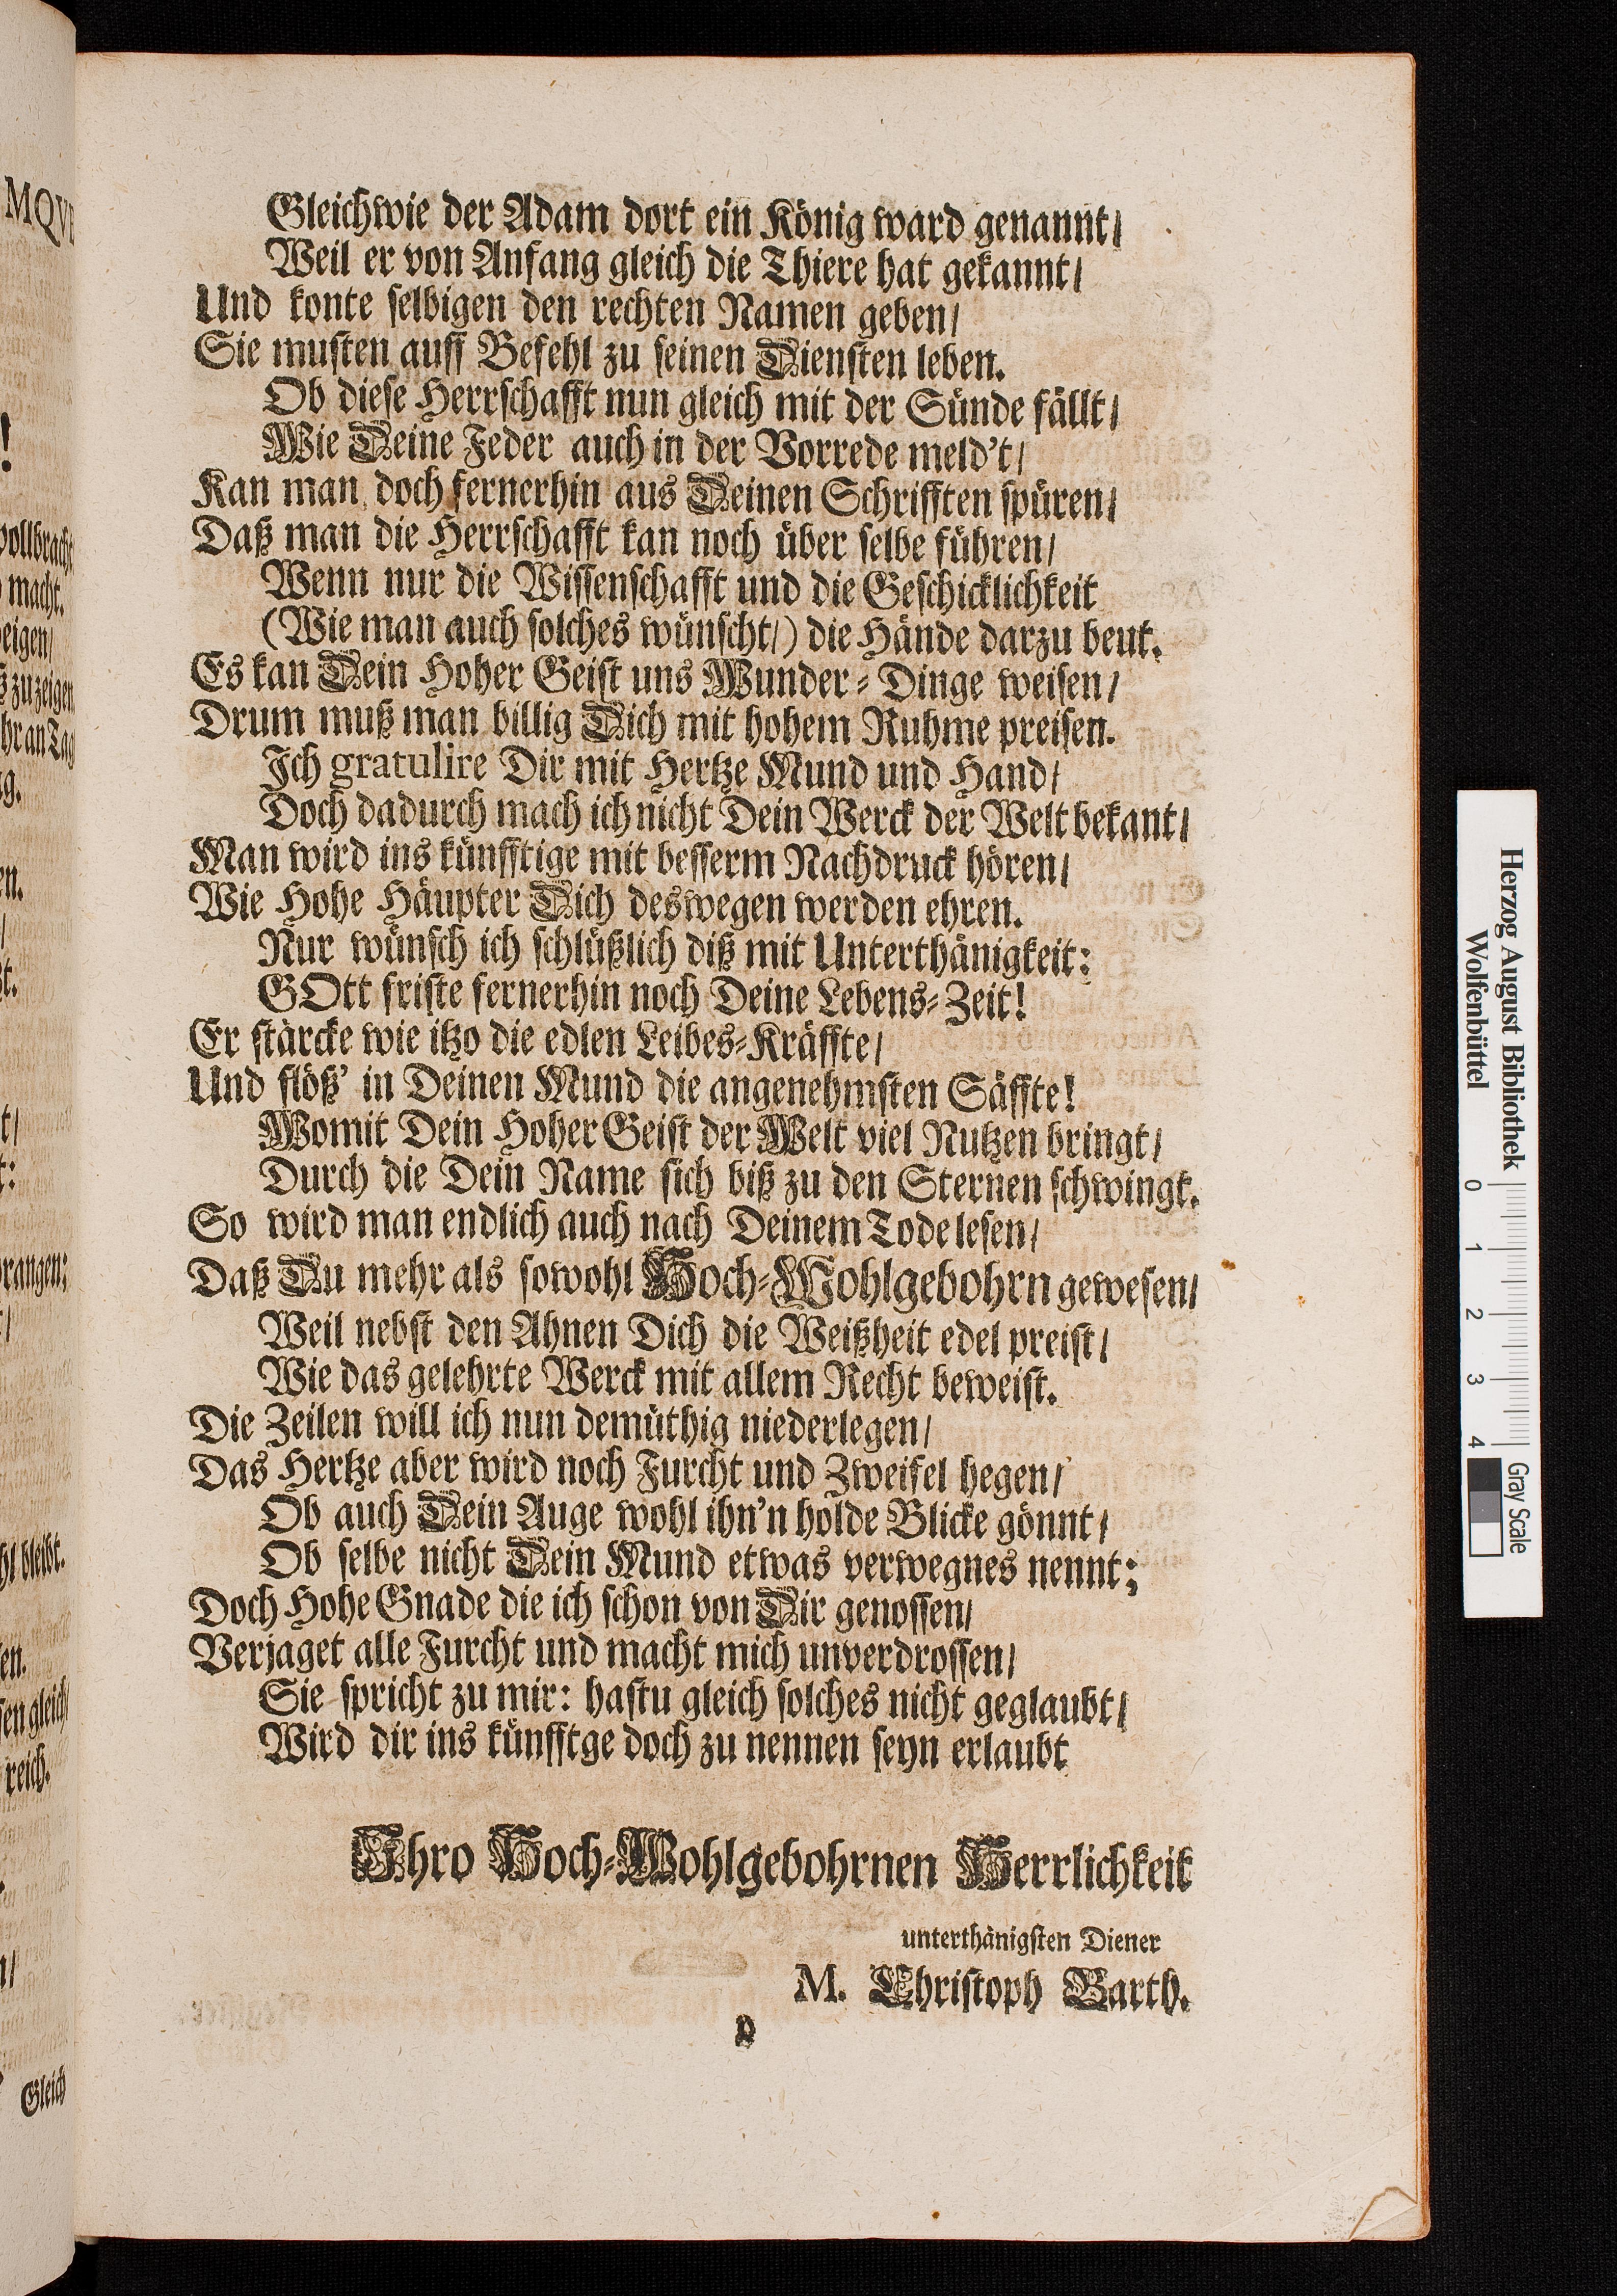 Gleichwie der Adam dort ein König ward genannt/
Weil er von Anfang gleich die Thiere hat gekannt/
Und konte selbigen den rechten Namen geben/
Sie musten auff Befehl zu seinen Diensten leben.
Ob diese Herrschafft nun gleich mit der Sünde fällt/
Wie Deine Feder auch in der Vorrede meld't/
Kan man doch fernerhin aus Deinen Schrifften spüren/
Daß man die Herrschafft kan noch über selbe führen/
Wenn nur die Wissenschafft und die Geschicklichkeit
(Wie man auch solches wünscht/) die Hände darzu beut.
Es kan Dein Hoher Geist uns Wunder-Dinge weisen/
Drum muß man billig Dich mit hohem Ruhme preisen.
Ich gratulire Dir mit Hertze Mund und Hand/
Doch dadurch mach ich nicht Dein Werck der Welt bekant/
Man wird ins künfftige mit besserm Nachdruck hören/
Wie Hohe Häupter Dich deswegen werden ehren.
Nur wünsch ich schlüßlich diß mit Unterthänigkeit:
GOtt friste fernerhin noch Deine Lebens-Zeit!
Er stärcke wie itzo die edlen Leibes-Kräffte/
Und flöß' in Deinen Mund die angenehmsten Säffte!
Womit Dein Hoher Geist der Welt viel Nutzen bringt/
Durch die Dein Name sich biß zu den Sternen schwingt.
So wird man endlich auch nach Deinem Tode lesen/
Daß Du mehr als sowohl Hoch-Wohlgebohrn gewesen/
Weil nebst den Ahnen Dich die Weißheit edel preist/
Wie das gelehrte Werck mit allem Recht beweist.
Die Zeilen will ich nun demüthig niederlegen/
Das Hertze aber wird noch Furcht und Zweifel hegen/
Ob auch Dein Auge wohl ihn'n holde Blicke gönnt/
Ob selbe nicht Dein Mund etwas verwegnes nennt;
Doch Hohe Gnade die ich schon von Dir genossen/
Verjaget alle Furcht und macht mich unverdrossen/
Sie spricht zu mir: hastu gleich solches nicht geglaubt/
Wird dir ins künfftge doch zu nennen seyn erlaubt
Ihro Hoch-Wohlgebohrnen Herrlichkeit
unterthänigsten Diener
M. Christoph Barth.
Gleich
Herzog August Bibliothek
Wolfenbüttel
0 1 2 3 4
Gray Scale